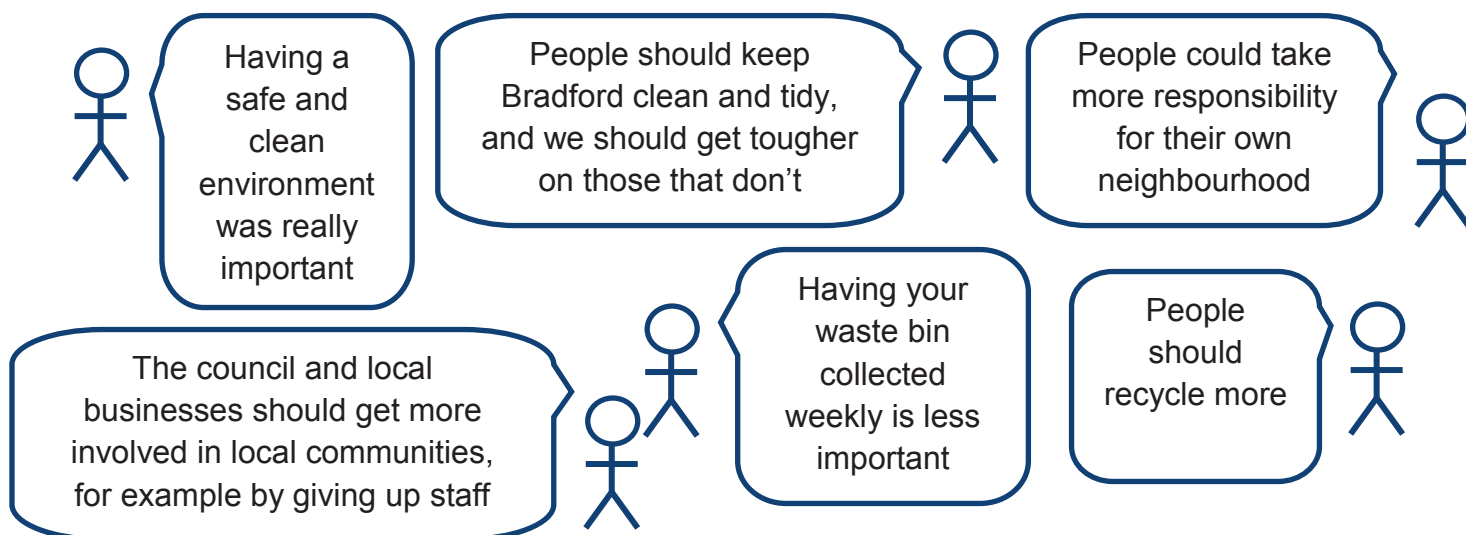 Having a
safe and
clean
environment
was really
important
People should keep
Bradford clean and tidy,
and we should get tougher
on those that don’t
People could take
more responsibility
for their own
neighbourhood
The council and local
businesses should get more
involved in local communities,
for example by giving up staff
Having your
waste bin
collected
weekly is less
important
People
should
recycle more